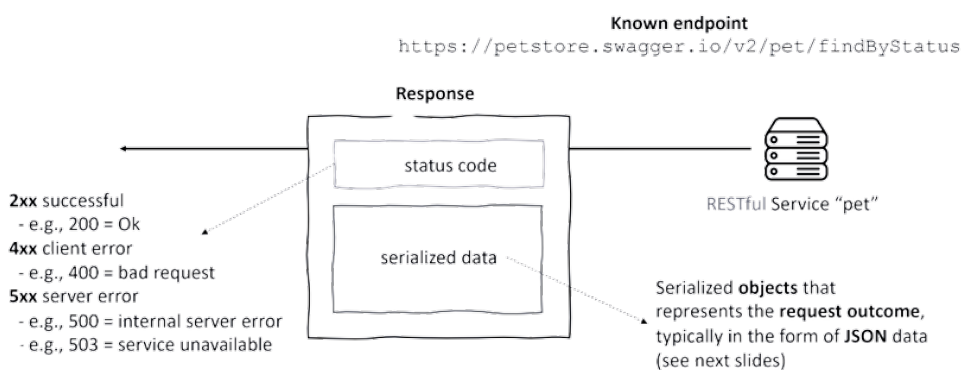 Known endpoint
https://petstore.swagger.io/v2/pet/findByStatus
Response
status code
2xx successful
- e.g., 200 = Ok
4xx client error
- e.g., 400 = bad request
5xx server error
- e.g., 500 = internal server error
- e.g., 503 = service unavailable
serialized data
RESTful Service “pet”
Serialized objects that
represents the request outcome,
typically in the form of JSON data
(see next slides)